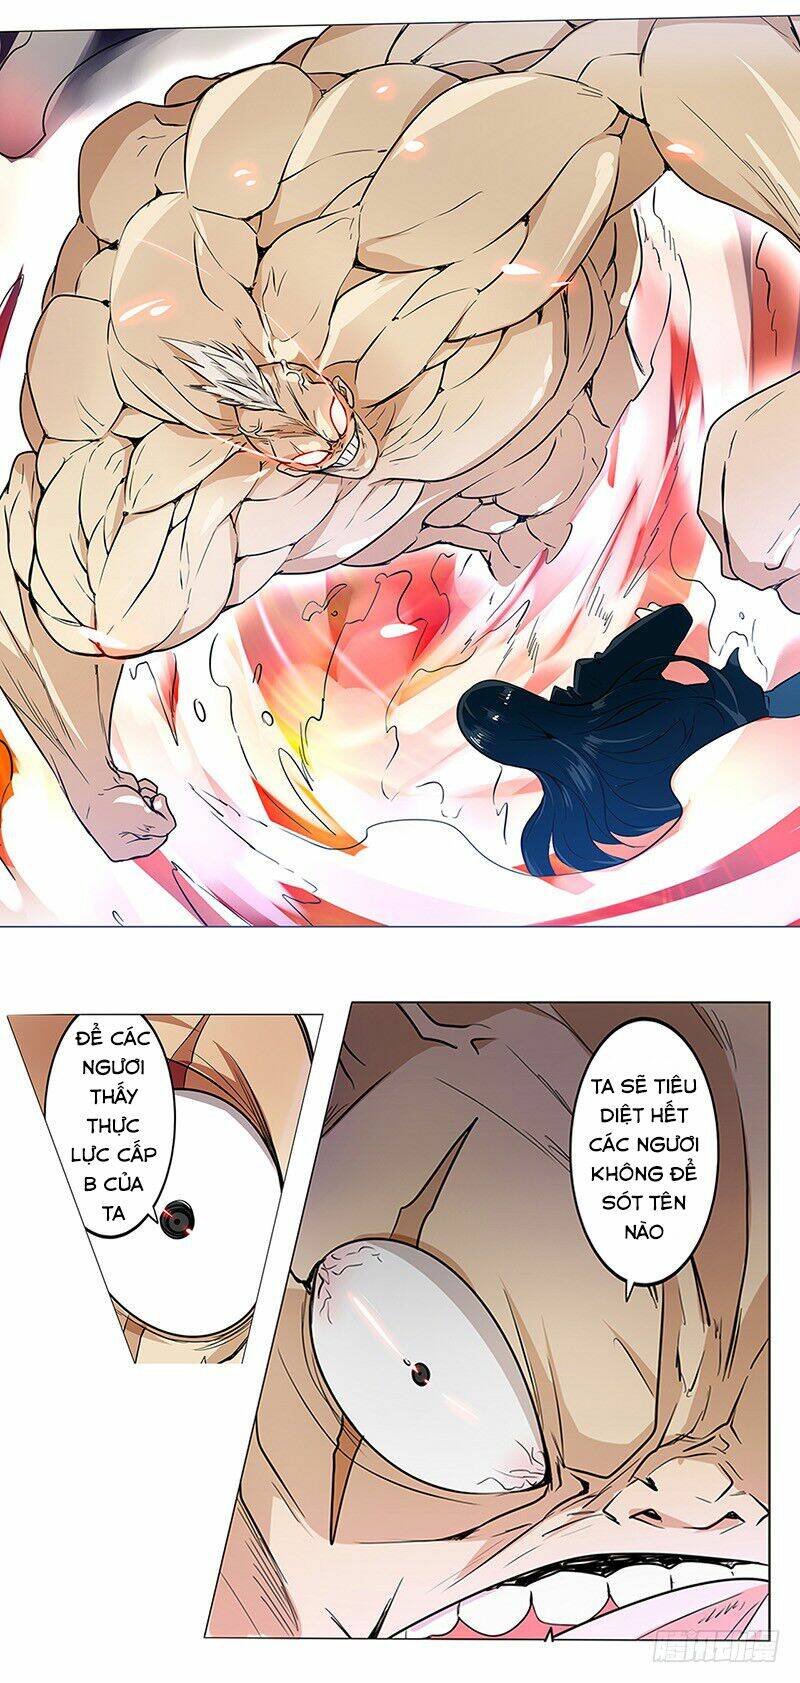 ĐỂ CÁC
NGƯƠI
THẤY
THỰC
LỰC CẤP
B CỦA
TA
TA SẼ TIÊU
DIỆT HẾT
CÁC NGƯƠI
KHÔNG ĐỂ
SÓT TÊN
NÀO